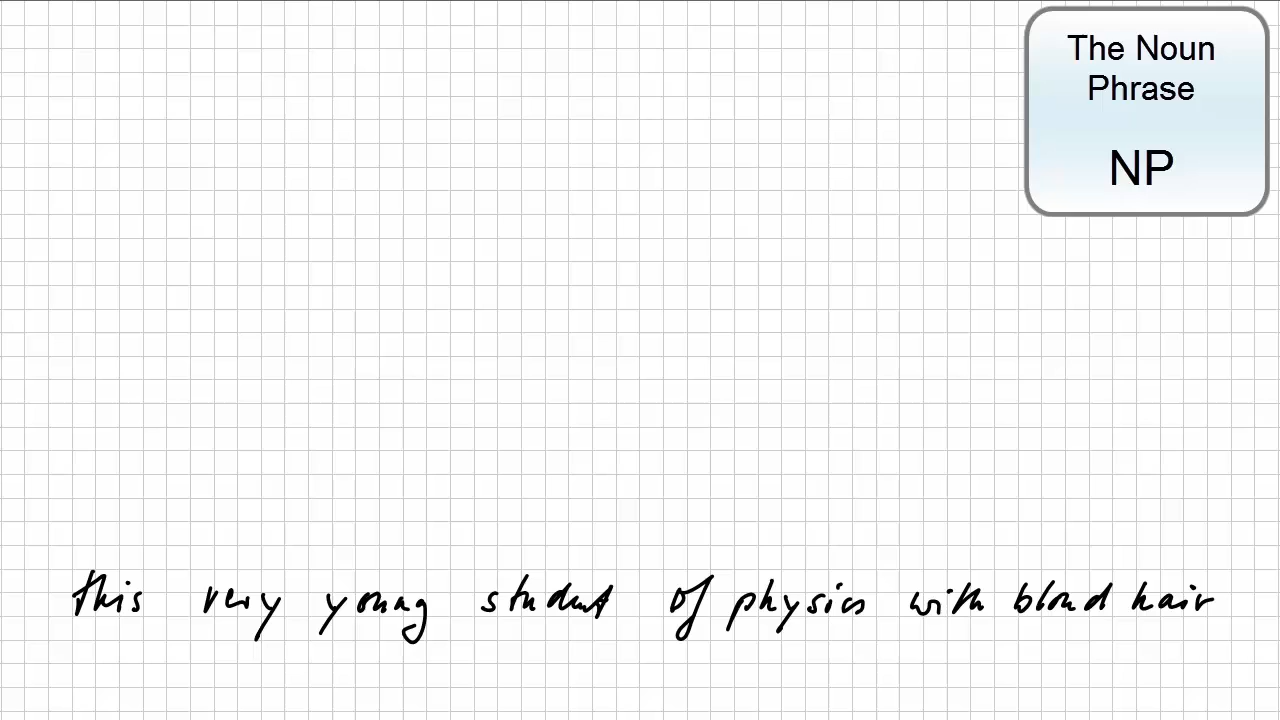 The Noun
Phrase
NP
this very young student of physics with blond hair